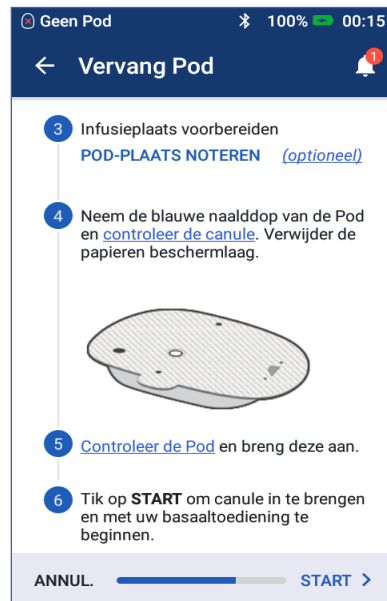 Geen Pod 100% 00:15
Vervang Pod 1
3 Infusieplaats voorbereiden
POD-PLAATS NOTEREN (optioneel)
4 Neem de blauwe naalddop van de Pod
en controleer de canule. Verwijder de
papieren beschermlaag.
5 Controleer de Pod en breng deze aan.
6 Tik op START om canule in te brengen
en met uw basaaltoediening te
beginnen.
ANNUL. START